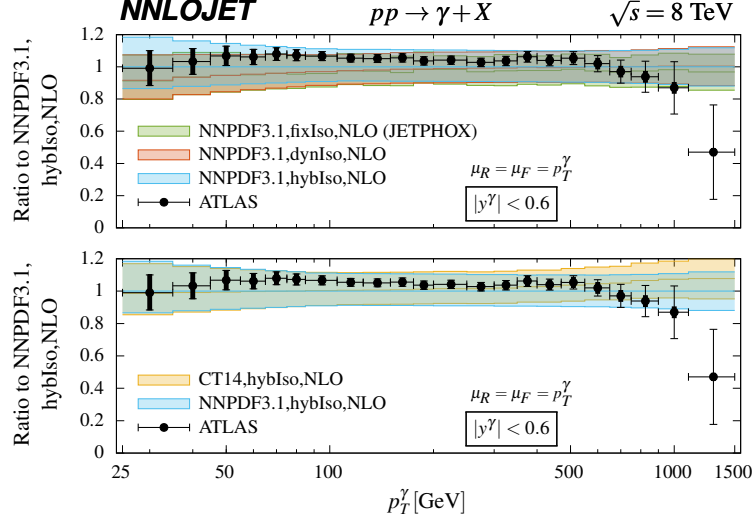 NNLOJET pp → γ + X √s = 8 TeV
Ratio to NNPDF3.1,
hybIso,NLO
1.2
1
0.8
0.6
0.4
0.2
0
NNPDF3.1,fixIso,NLO (JETPHOX)
NNPDF3.1,dynIso,NLO
NNPDF3.1,hybIso,NLO
ATLAS
μ_R = μ_F = p_T^γ
|y^γ| < 0.6
Ratio to NNPDF3.1,
hybIso,NLO
1.2
1
0.8
0.6
0.4
0.2
0
CT14,hybIso,NLO
NNPDF3.1,hybIso,NLO
ATLAS
μ_R = μ_F = p_T^γ
|y^γ| < 0.6
25 50 100 200 500 1000 1500
p_T^γ [GeV]